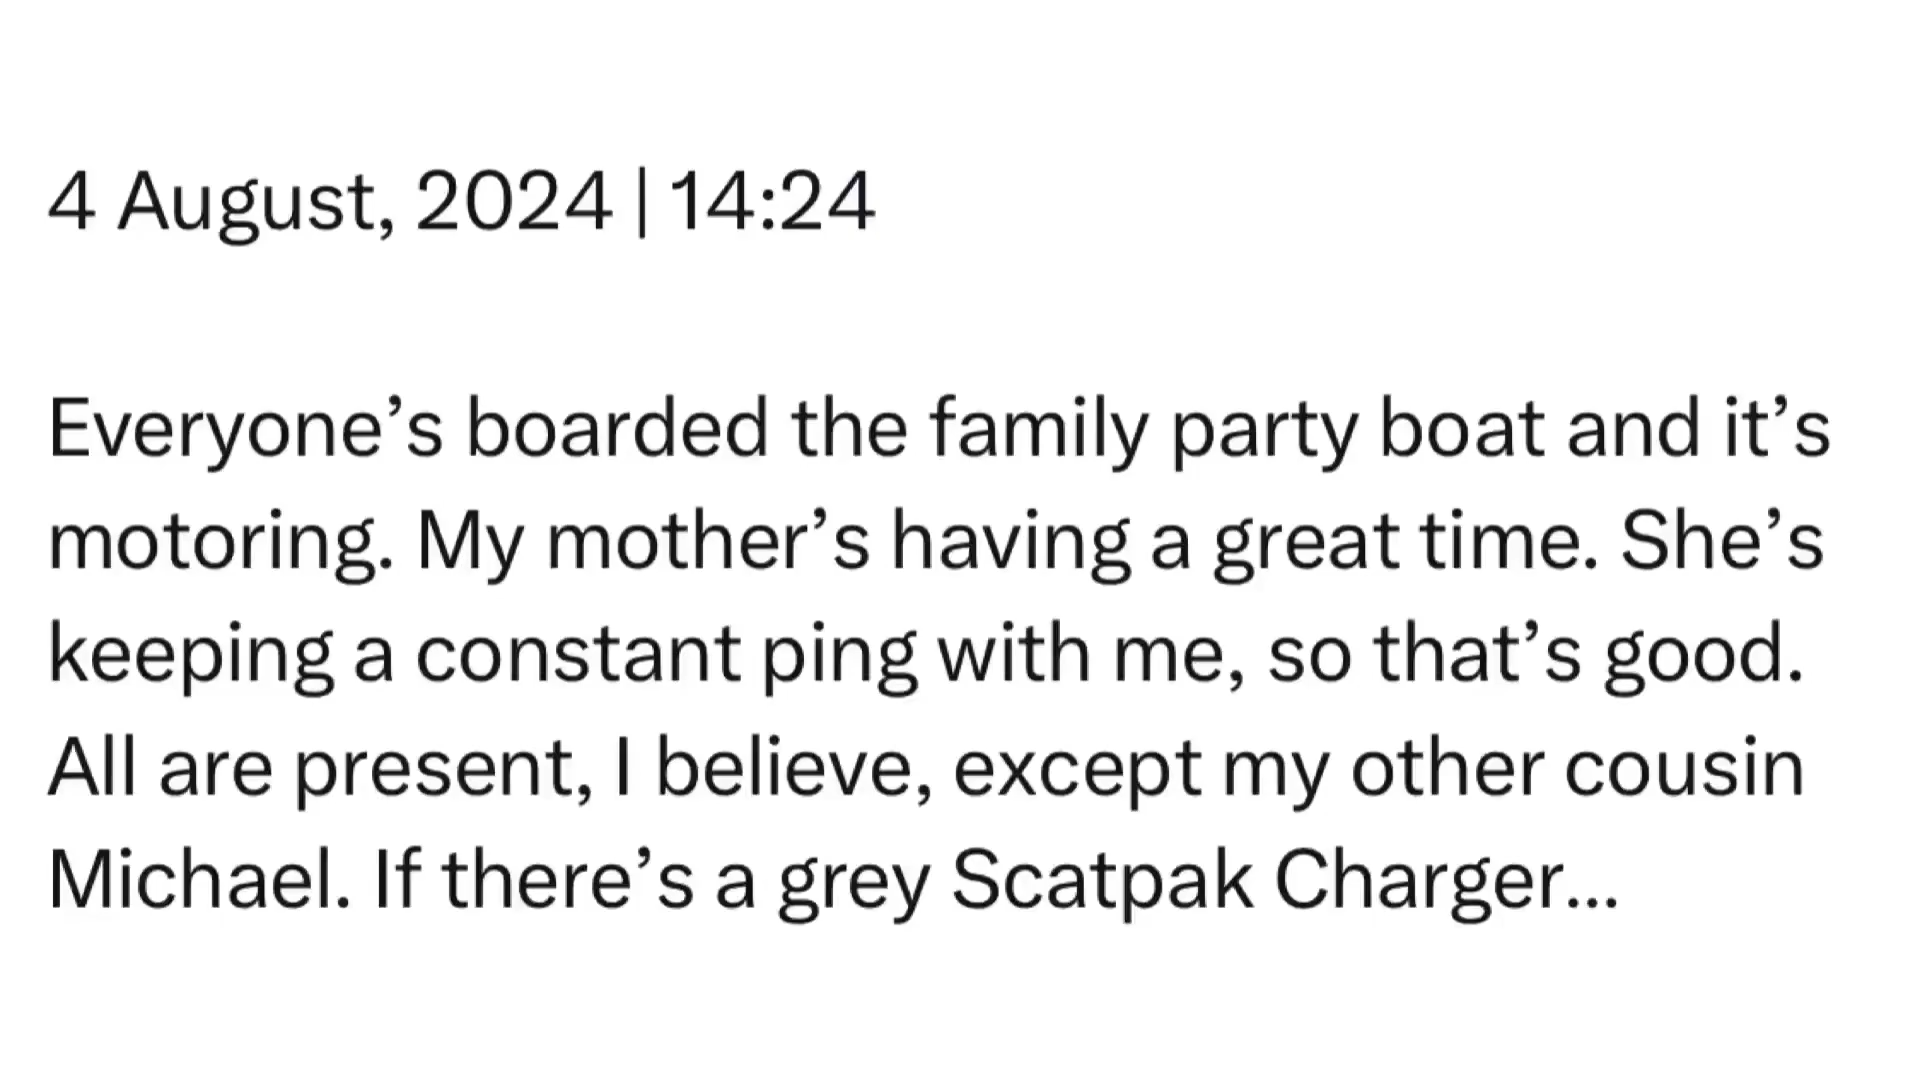 4 August, 2024 | 14:24
Everyone’s boarded the family party boat and it’s
motoring. My mother’s having a great time. She’s
keeping a constant ping with me, so that’s good.
All are present, I believe, except my other cousin
Michael. If there’s a grey Scatpak Charger...